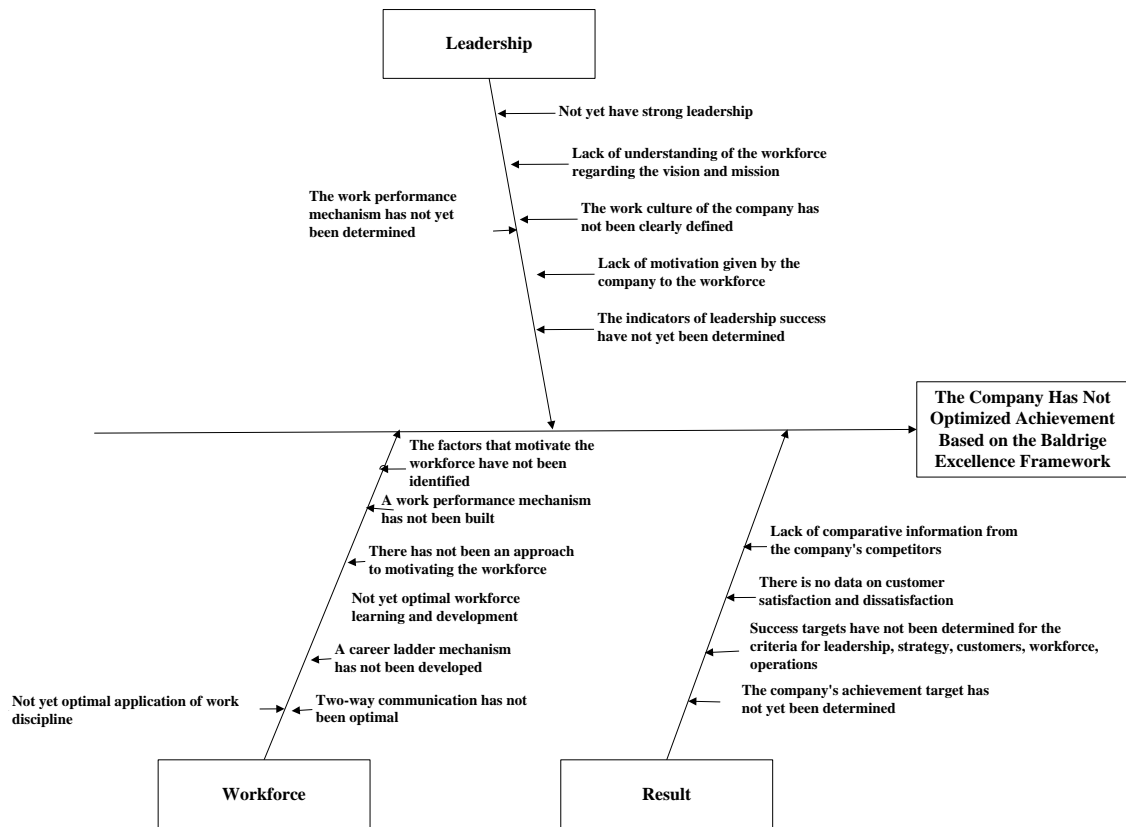 Leadership
Not yet have strong leadership
Lack of understanding of the workforce
regarding the vision and mission
The work performance
mechanism has not yet
been determined
The work culture of the company has
not been clearly defined
Lack of motivation given by the
company to the workforce
The indicators of leadership success
have not yet been determined
The Company Has Not
Optimized Achievement
Based on the Baldrige
Excellence Framework
The factors that motivate the
workforce have not been
identified
A work performance mechanism
has not been built
There has not been an approach
to motivating the workforce
Not yet optimal workforce
learning and development
A career ladder mechanism
has not been developed
Not yet optimal application of work
discipline
Two-way communication has not
been optimal
Lack of comparative information from
the company's competitors
There is no data on customer
satisfaction and dissatisfaction
Success targets have not been determined for the
criteria for leadership, strategy, customers, workforce,
operations
The company's achievement target has
not yet been determined
Workforce
Result